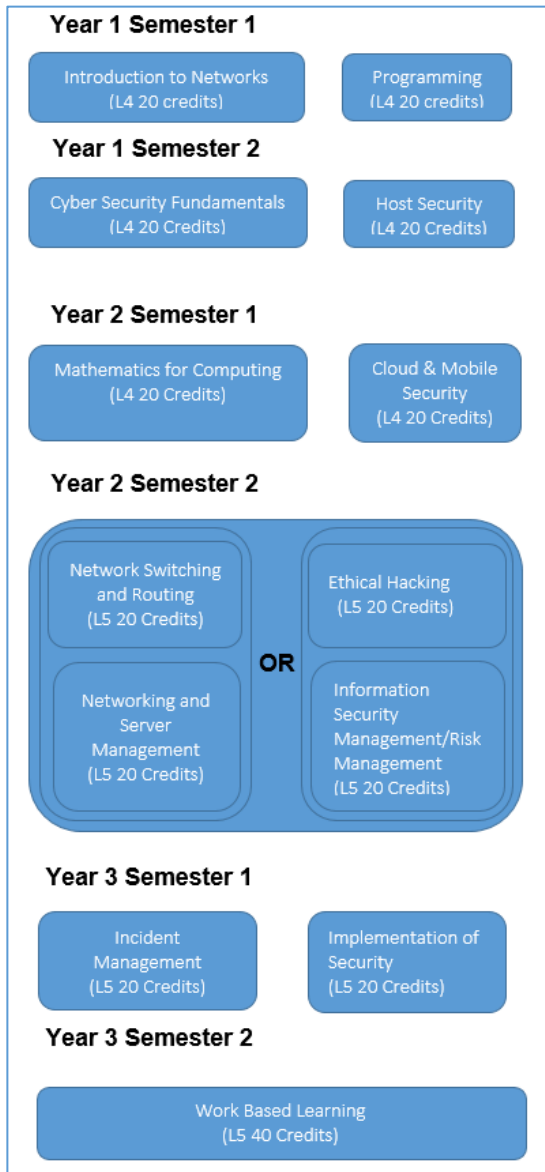 Year 1 Semester 1
Introduction to Networks
(L4 20 credits)
Programming
(L4 20 credits)
Year 1 Semester 2
Cyber Security Fundamentals
(L4 20 Credits)
Host Security
(L4 20 Credits)
Year 2 Semester 1
Mathematics for Computing
(L4 20 Credits)
Cloud & Mobile
Security
(L4 20 Credits)
Year 2 Semester 2
Network Switching
and Routing
(L5 20 Credits)
Networking and
Server
Management
(L5 20 Credits)
OR
Ethical Hacking
(L5 20 Credits)
Information
Security
Management/Risk
Management
(L5 20 Credits)
Year 3 Semester 1
Incident
Management
(L5 20 Credits)
Implementation of
Security
(L5 20 Credits)
Year 3 Semester 2
Work Based Learning
(L5 40 Credits)